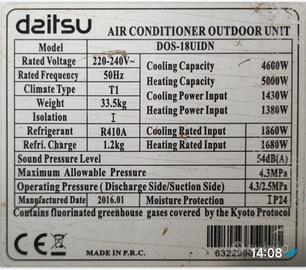 daitsu AIR CONDITIONER OUTDOOR UNIT
Model DOS-18UIDN
Rated Voltage 220-240V~ Cooling Capacity 4600W
Rated Frequency 50Hz Heating Capacity 5000W
Climate Type T1 Cooling Power Input 1430W
Weight 33.5kg Heating Power Input 1380W
Isolation I
Refrigerant R410A Cooling Rated Input 1860W
Refri. Charge 1.2kg Heating Rated Input 1680W
Sound Pressure Level 54dB(A)
Maximum Allowable Pressure 4.3MPa
Operating Pressure (Discharge Side/Suction Side) 4.3/2.5MPa
Manufactured Date 2016.01 Moisture Protection IP24
Contains fluorinated greenhouse gases covered by the Kyoto Protocol
CE
MADE IN P.R.C.
14:08